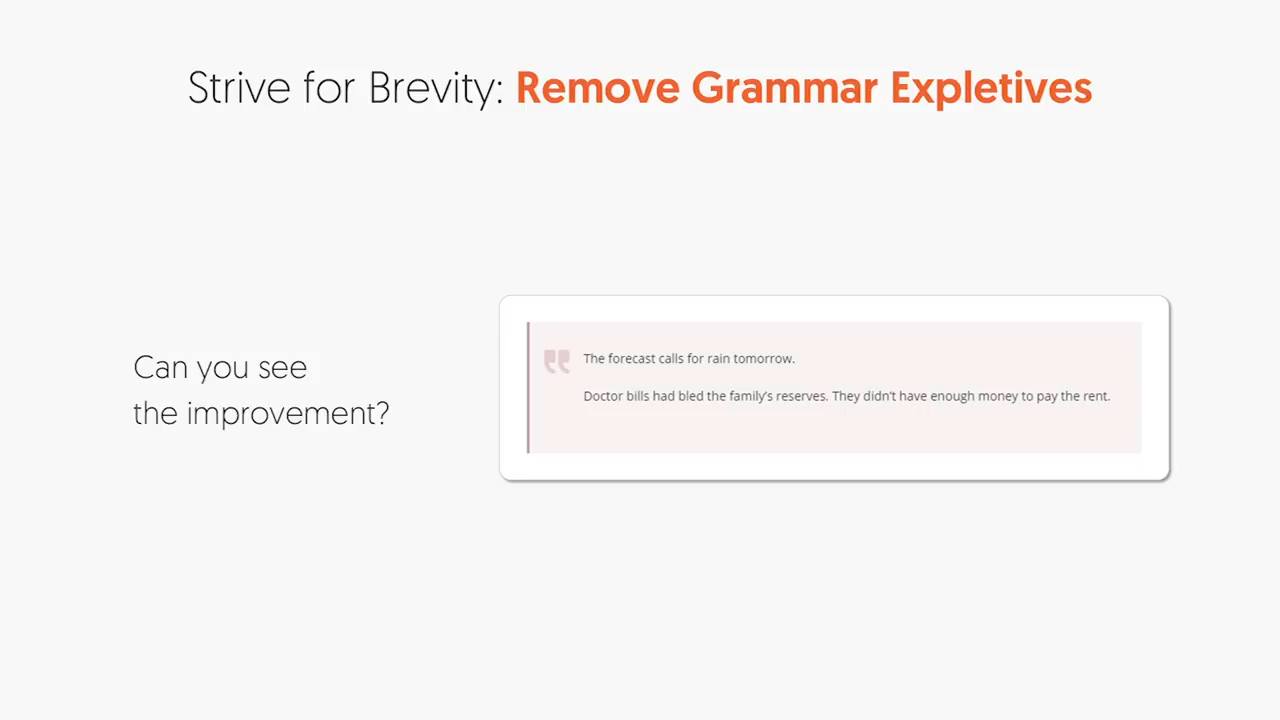 Strive for Brevity: Remove Grammar Expletives
Can you see
the improvement?
The forecast calls for rain tomorrow.
Doctor bills had bled the family's reserves. They didn't have enough money to pay the rent.